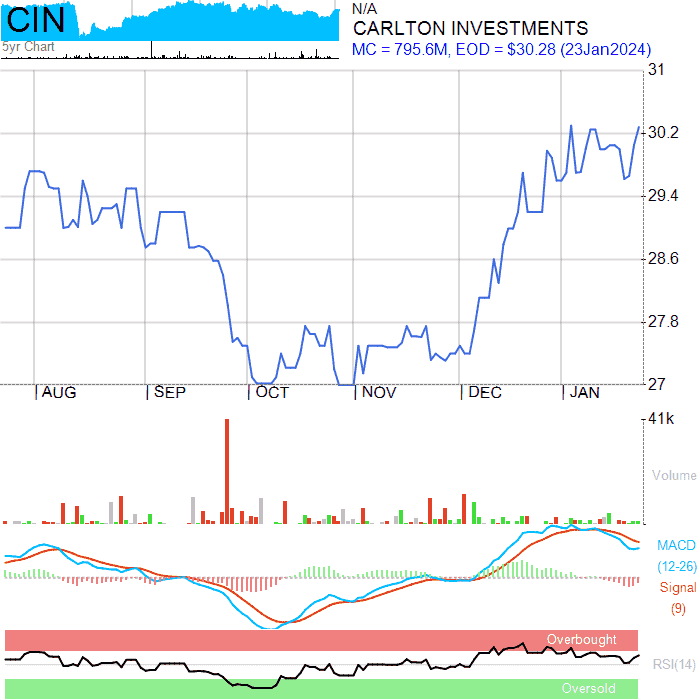 CIN
5yr Chart
N/A
CARLTON INVESTMENTS
MC = 795.6M, EOD = $30.28 (23Jan2024)
31
30.2
29.4
28.6
27.8
27
AUG SEP OCT NOV DEC JAN
41k
Volume
MACD
(12-26)
Signal
(9)
Overbought
RSI(14)
Oversold